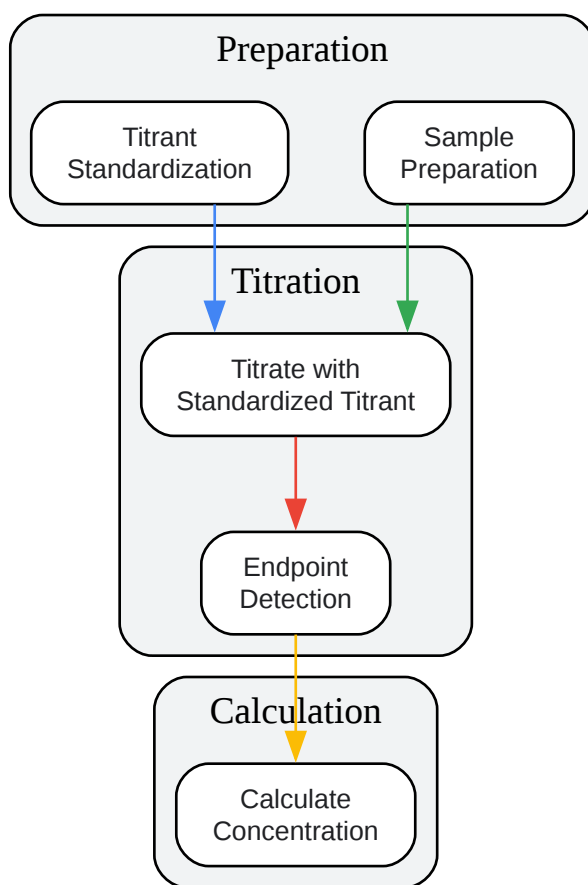 Preparation
Titrant
Standardization
Sample
Preparation
Titration
Titrate with
Standardized Titrant
Endpoint
Detection
Calculation
Calculate
Concentration